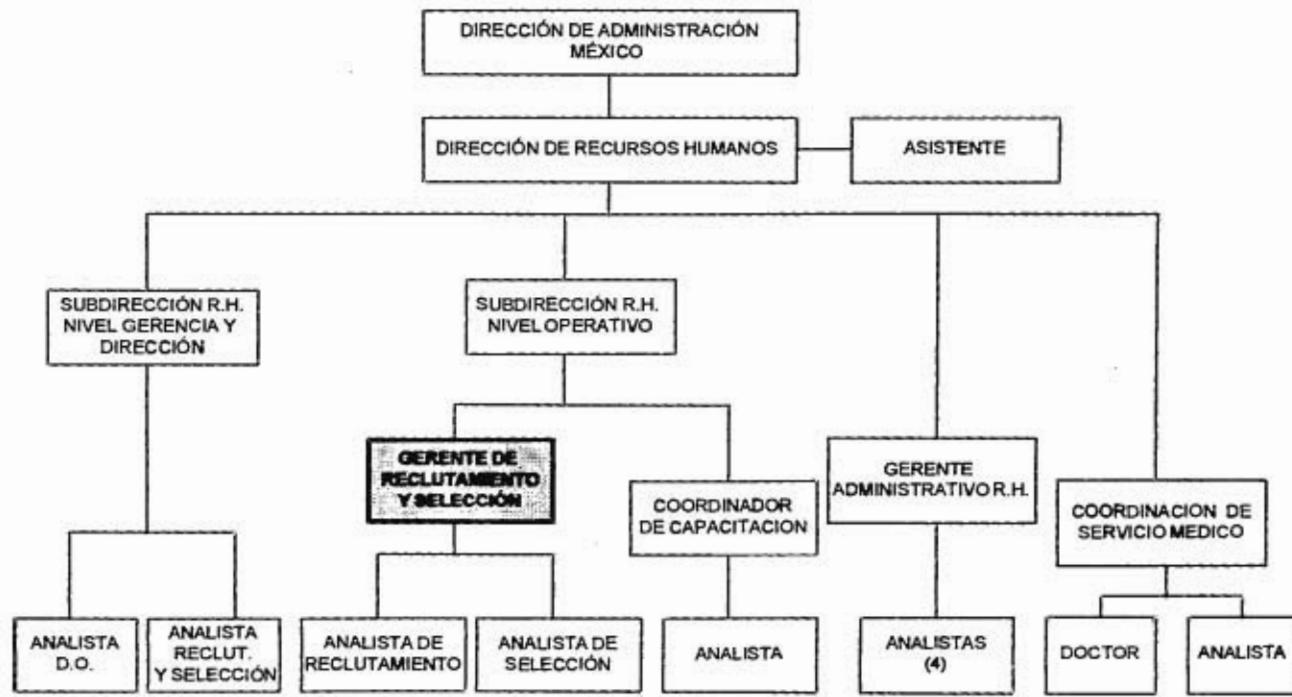 DIRECCIÓN DE ADMINISTRACIÓN
MÉXICO
DIRECCIÓN DE RECURSOS HUMANOS
ASISTENTE
SUBDIRECCIÓN R.H.
NIVEL GERENCIA Y
DIRECCIÓN
SUBDIRECCIÓN R.H.
NIVEL OPERATIVO
GERENTE DE
RECLUTAMIENTO
Y SELECCIÓN
COORDINADOR
DE CAPACITACION
GERENTE
ADMINISTRATIVO R.H.
COORDINACION DE
SERVICIO MEDICO
ANALISTA
D.O.
ANALISTA
RECLUT.
Y SELECCIÓN
ANALISTA DE
RECLUTAMIENTO
ANALISTA DE
SELECCIÓN
ANALISTA
ANALISTAS
(4)
DOCTOR
ANALISTA